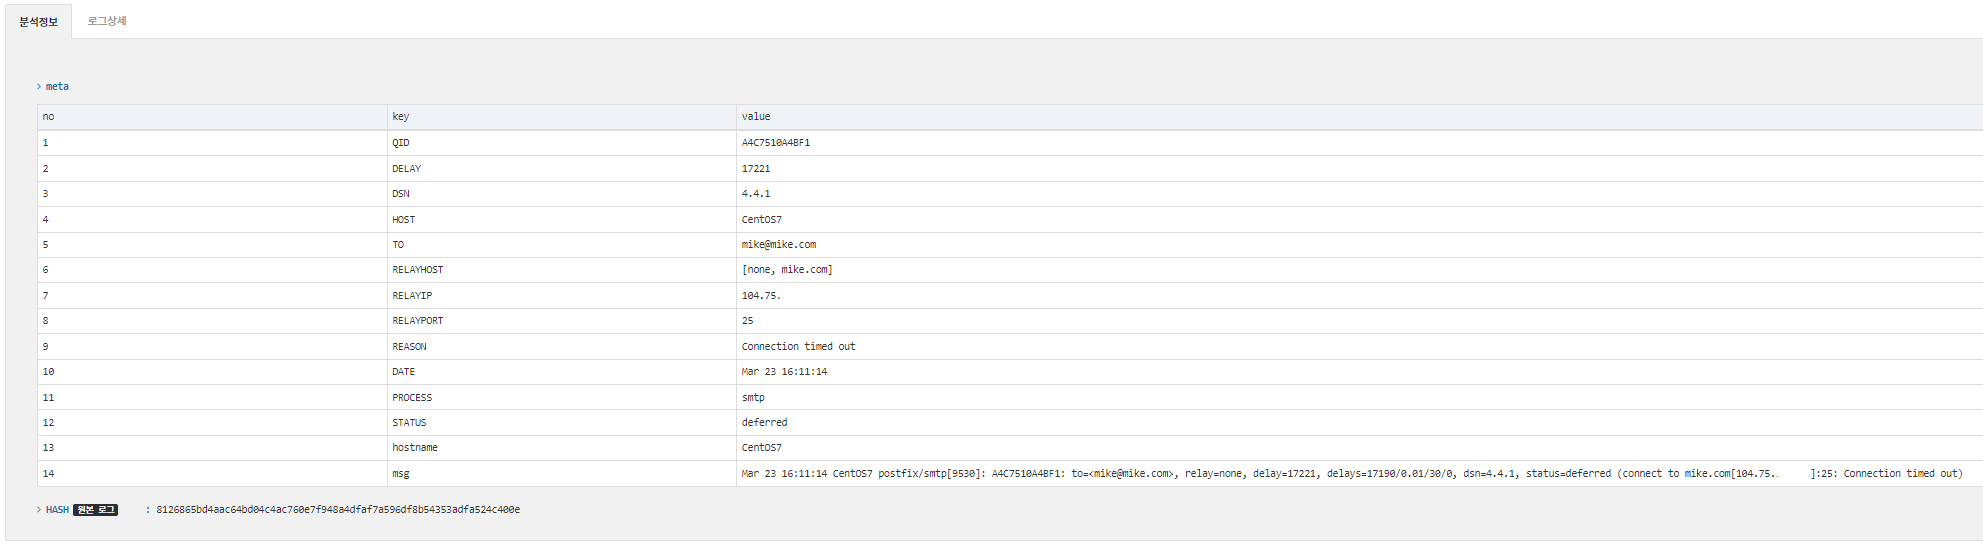 분석정보 로그상세
> meta
no key value
1 QID A4C7510A4BF1
2 DELAY 17221
3 DSN 4.4.1
4 HOST CentOS7
5 TO mike@mike.com
6 RELAYHOST [none, mike.com]
7 RELAYIP 104.75.
8 RELAYPORT 25
9 REASON Connection timed out
10 DATE Mar 23 16:11:14
11 PROCESS smtp
12 STATUS deferred
13 hostname CentOS7
14 msg Mar 23 16:11:14 CentOS7 postfix/smtp[9530]: A4C7510A4BF1: to=<mike@mike.com>, relay=none, delay=17221, delays=17190/0.01/30/0, dsn=4.4.1, status=deferred (connect to mike.com[104.75.. ]:25: Connection timed out)
> HASH 원본 로그 : 8126865bd4aac64bd04c4ac760e7f948a4dfaf7a596df8b54353adfa524c400e